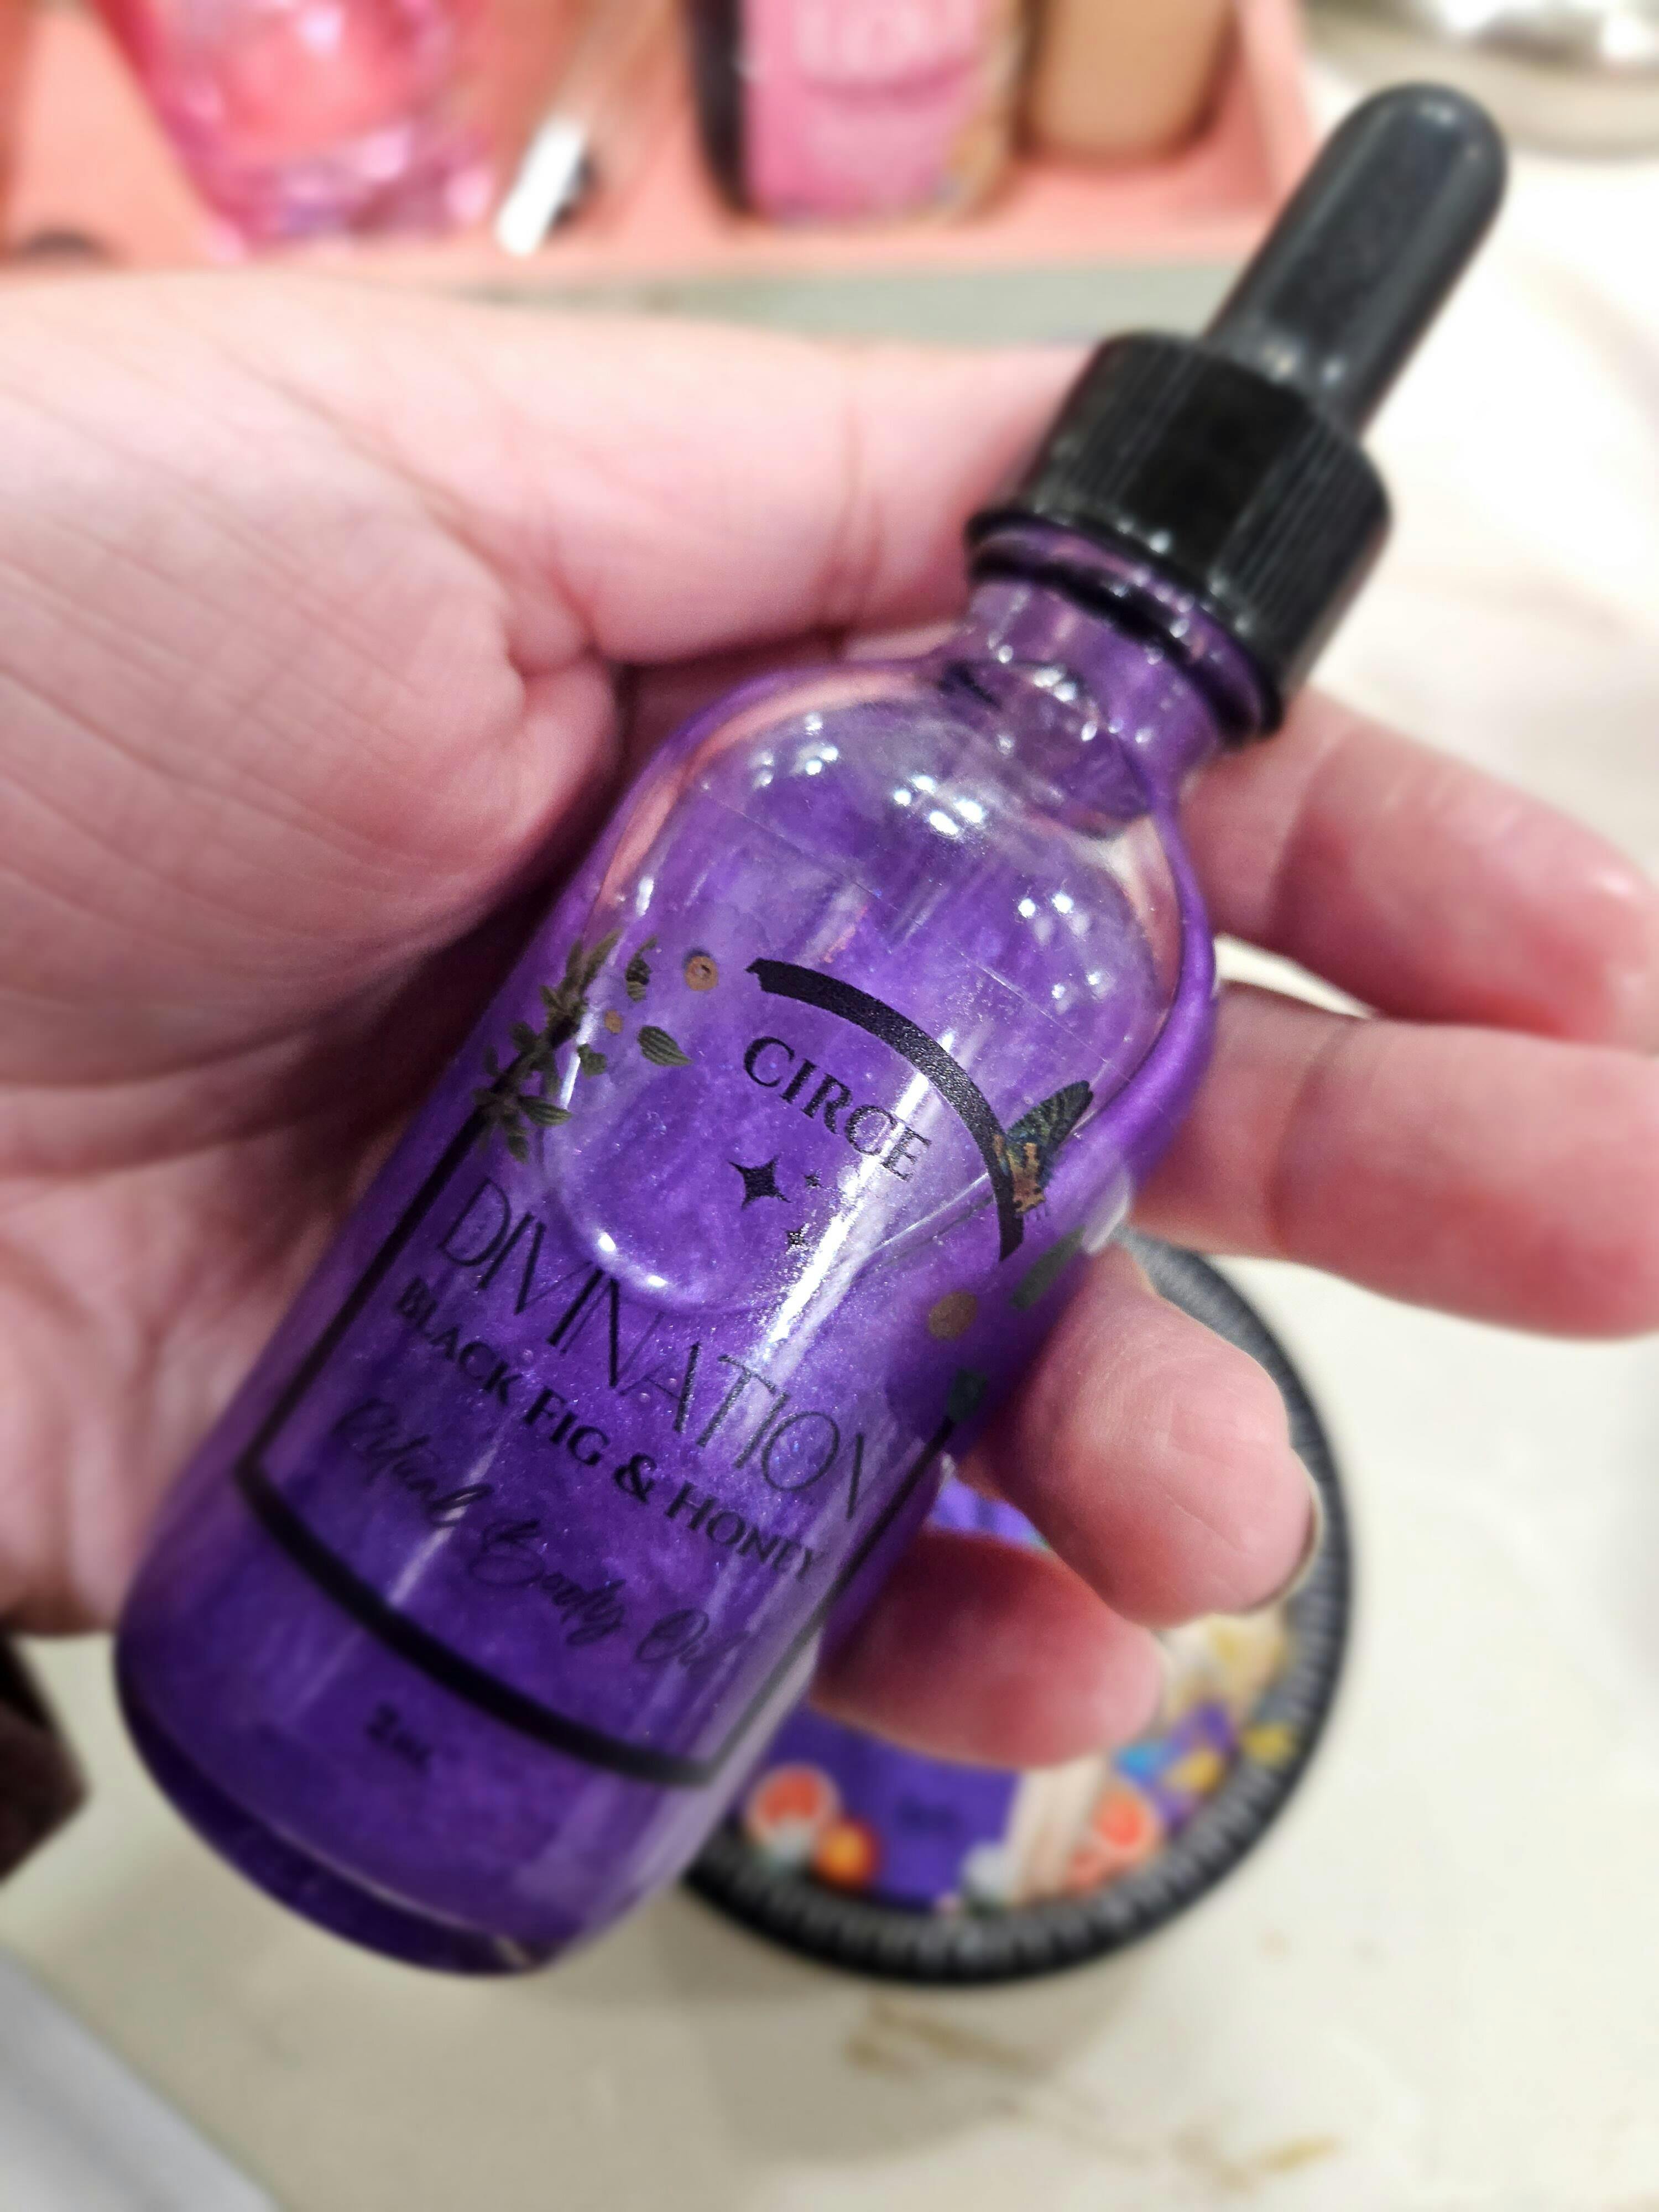 CIRCE
DIVINATION
BLACK FIG & HONEY
Ritual Body Oil